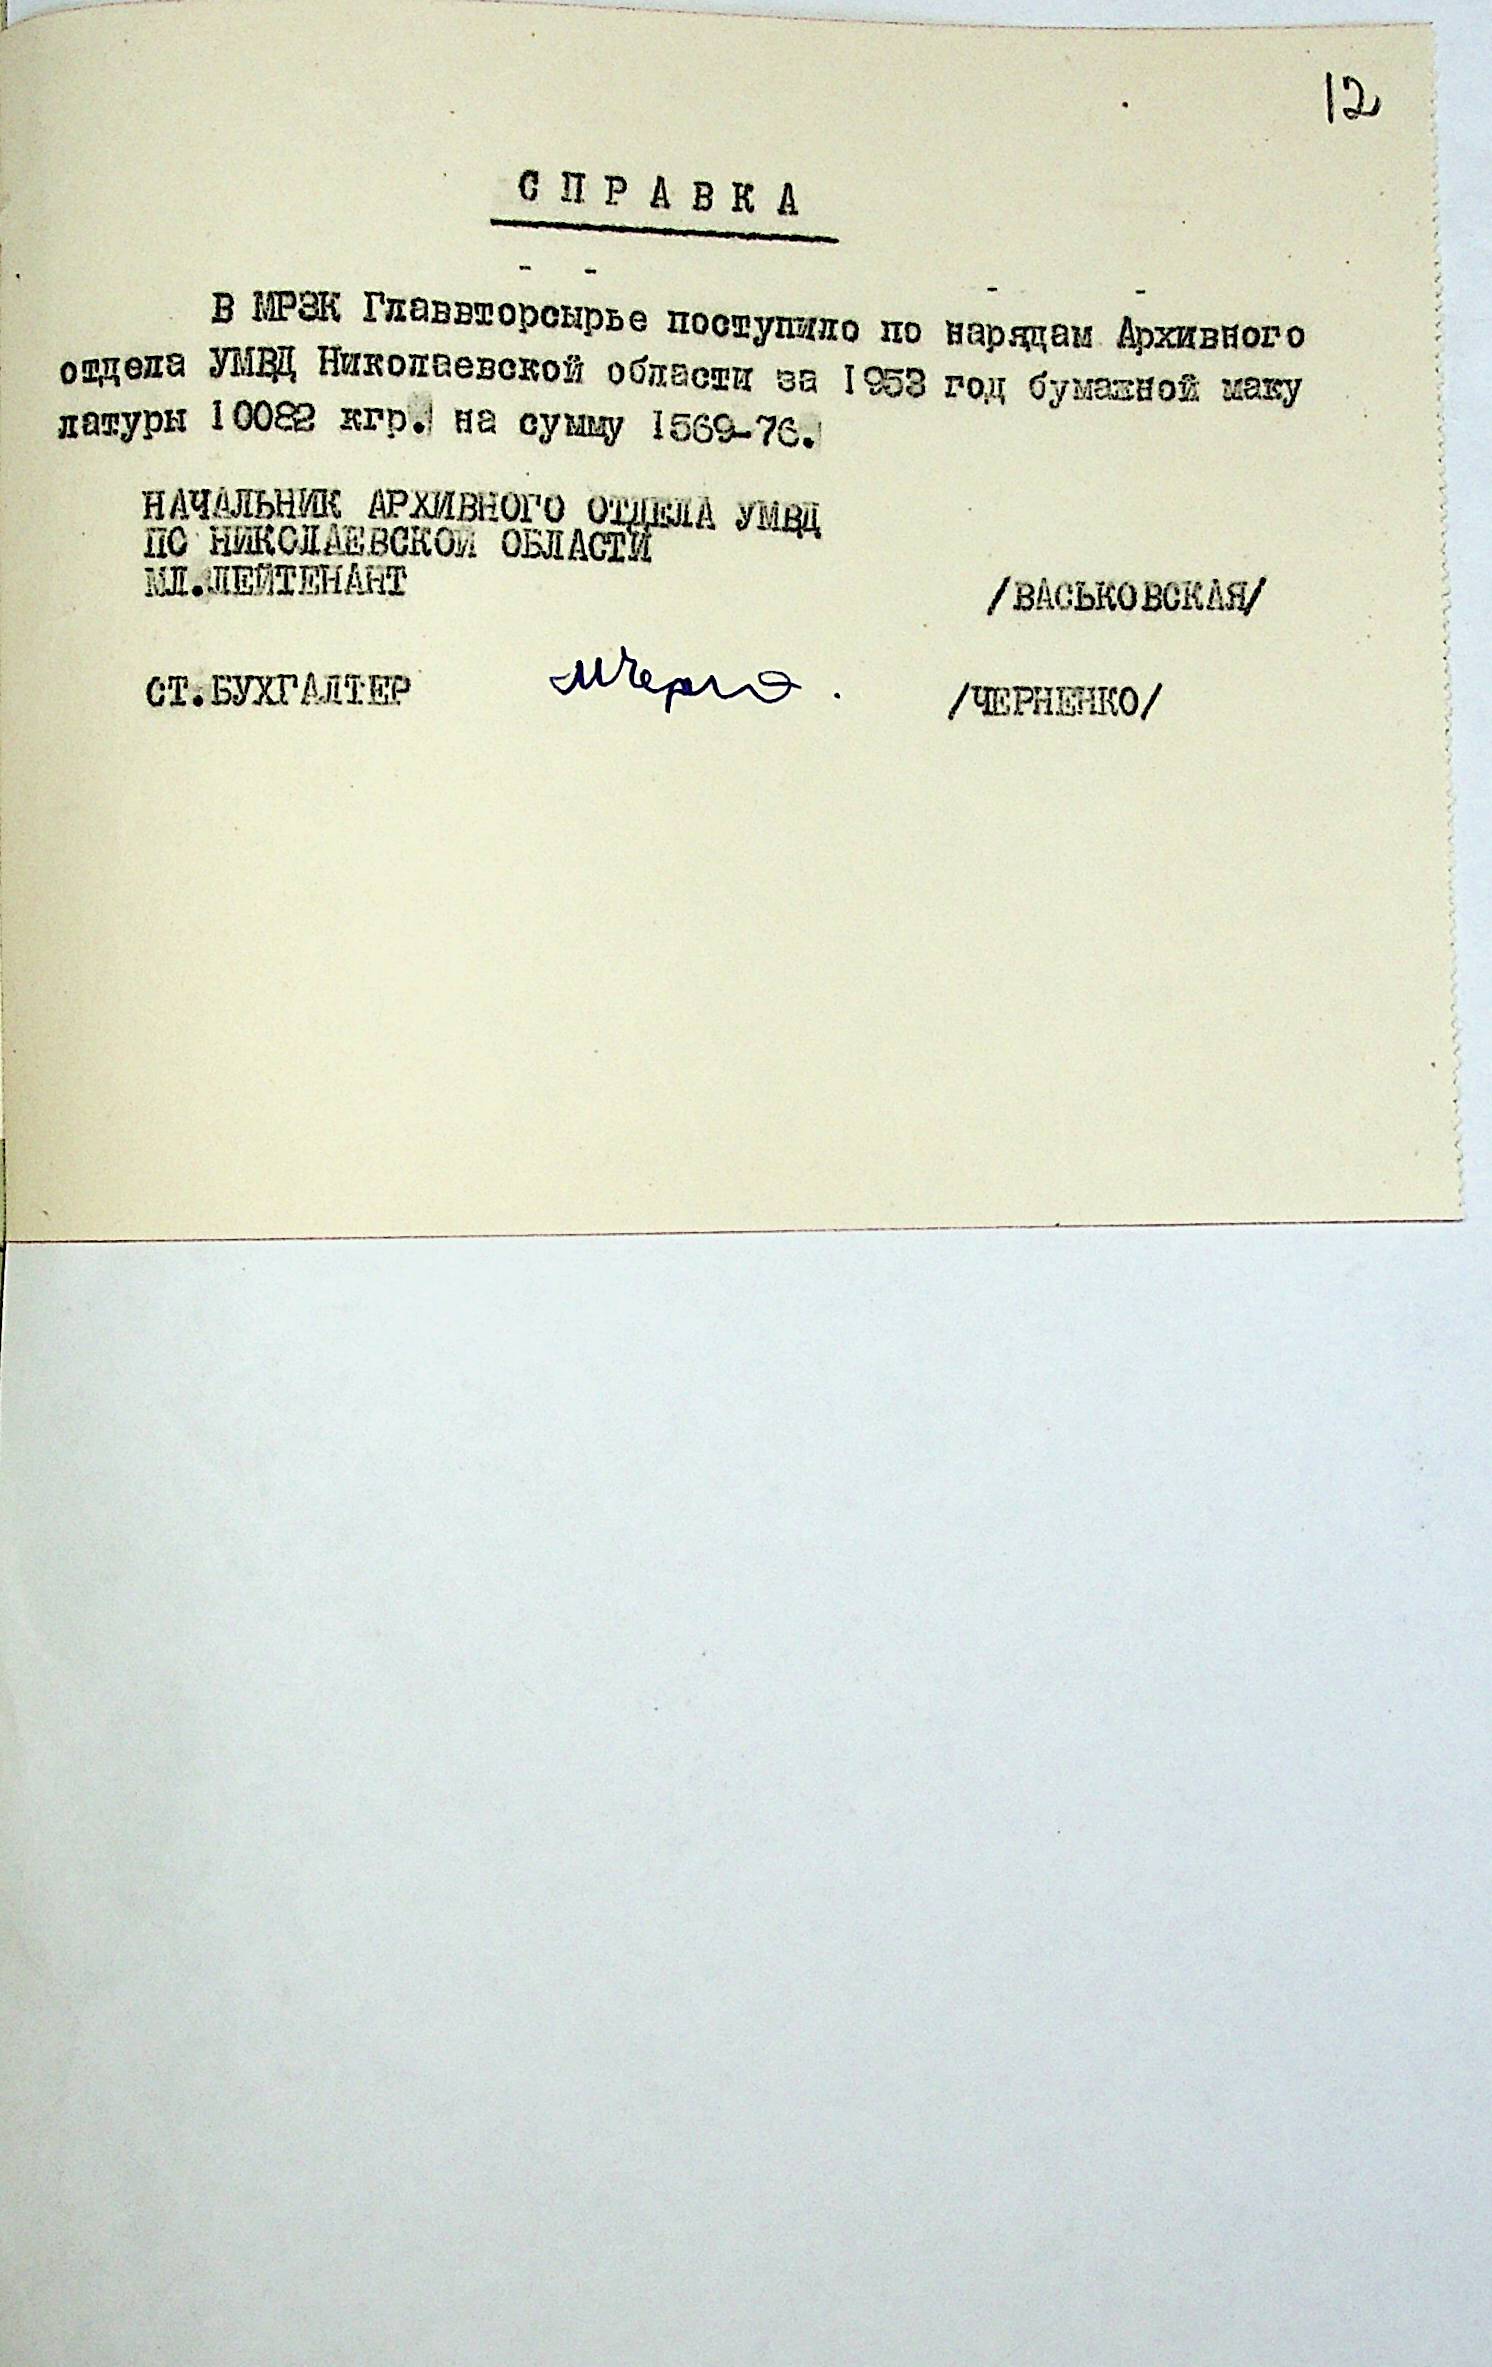 12
С П Р А В К А
В МРЗК Главвторсырье поступило по нарядам Архивного
отдела УМВД Николаевской области за 1953 год бумажной маку
латуры 10082 кгр. на сумму 1569-76.
НАЧАЛЬНИК АРХИВНОГО ОТДЕЛА УМВД
ПО НИКОЛАЕВСКОЙ ОБЛАСТИ
МЛ.ЛЕЙТЕНАНТ /ВАСЬКОВСКАЯ/
СТ.БУХГАЛТЕР /ЧЕРНЕНКО/